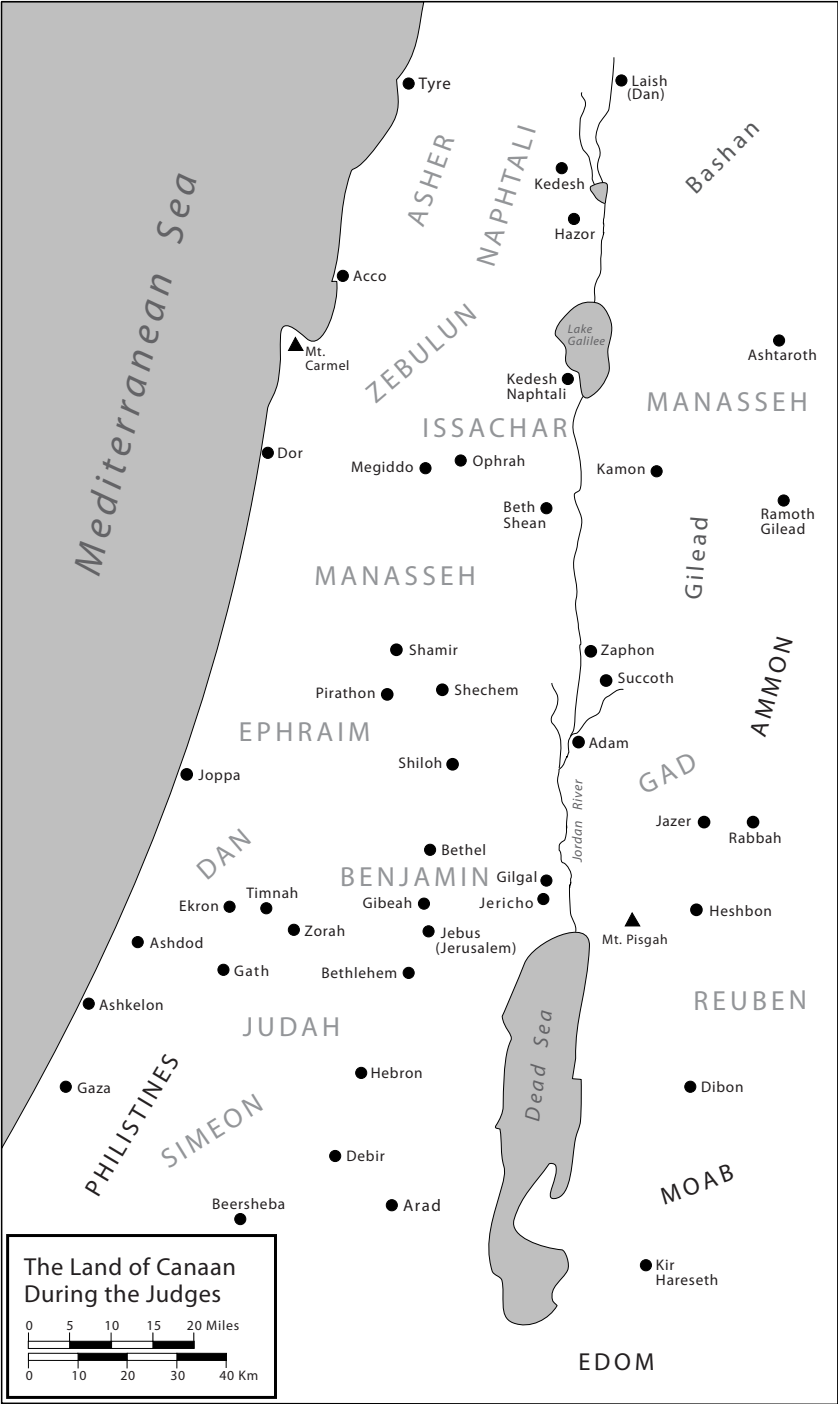 Tyre
Laish
(Dan)
Bashan
ASHER
NAPHTALI
Kedesh
Hazor
Mediterranean Sea
Acco
Mt.
Carmel
ZEBULUN
Lake
Galilee
Ashtaroth
Kedesh
Naphtali
MANASSEH
ISSACHAR
Dor
Megiddo
Ophrah
Kamon
Beth
Shean
Ramoth
Gilead
Gilead
MANASSEH
Shamir
Zaphon
AMMON
Succoth
Pirathon
Shechem
EPHRAIM
Adam
Shiloh
Joppa
GAD
Jordan River
Jazer
Rabbah
DAN
Bethel
BENJAMIN
Gilgal
Timnah
Ekron
Gibeah
Jericho
Heshbon
Zorah
Jebus
(Jerusalem)
Mt. Pisgah
Ashdod
Gath
Bethlehem
Ashkelon
REUBEN
JUDAH
Dead Sea
Hebron
Gaza
Dibon
PHILISTINES
SIMEON
Debir
MOAB
Beersheba
Arad
Kir
Hareseth
EDOM
The Land of Canaan
During the Judges
0 5 10 15 20 Miles
0 10 20 30 40 Km